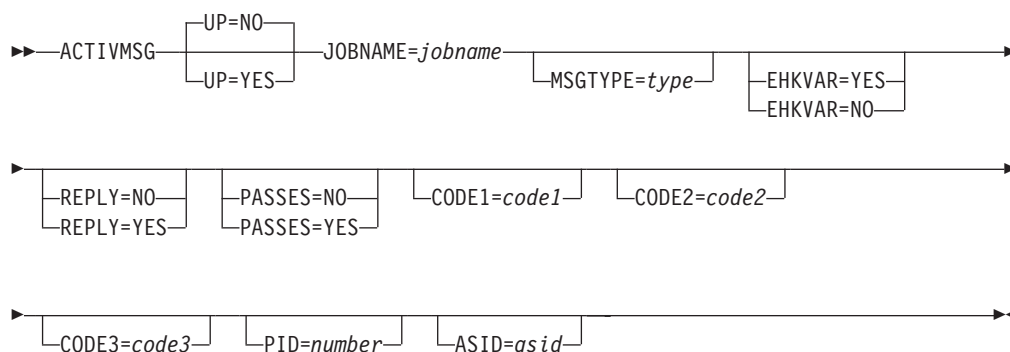 UP=NO
ACTIVMSG JOBNAME=jobname
UP=YES MSGTYPE=type EHKVAR=YES
EHKVAR=NO
REPLY=NO PASSES=NO CODE1=code1 CODE2=code2
REPLY=YES PASSES=YES
CODE3=code3 PID=number ASID=asid